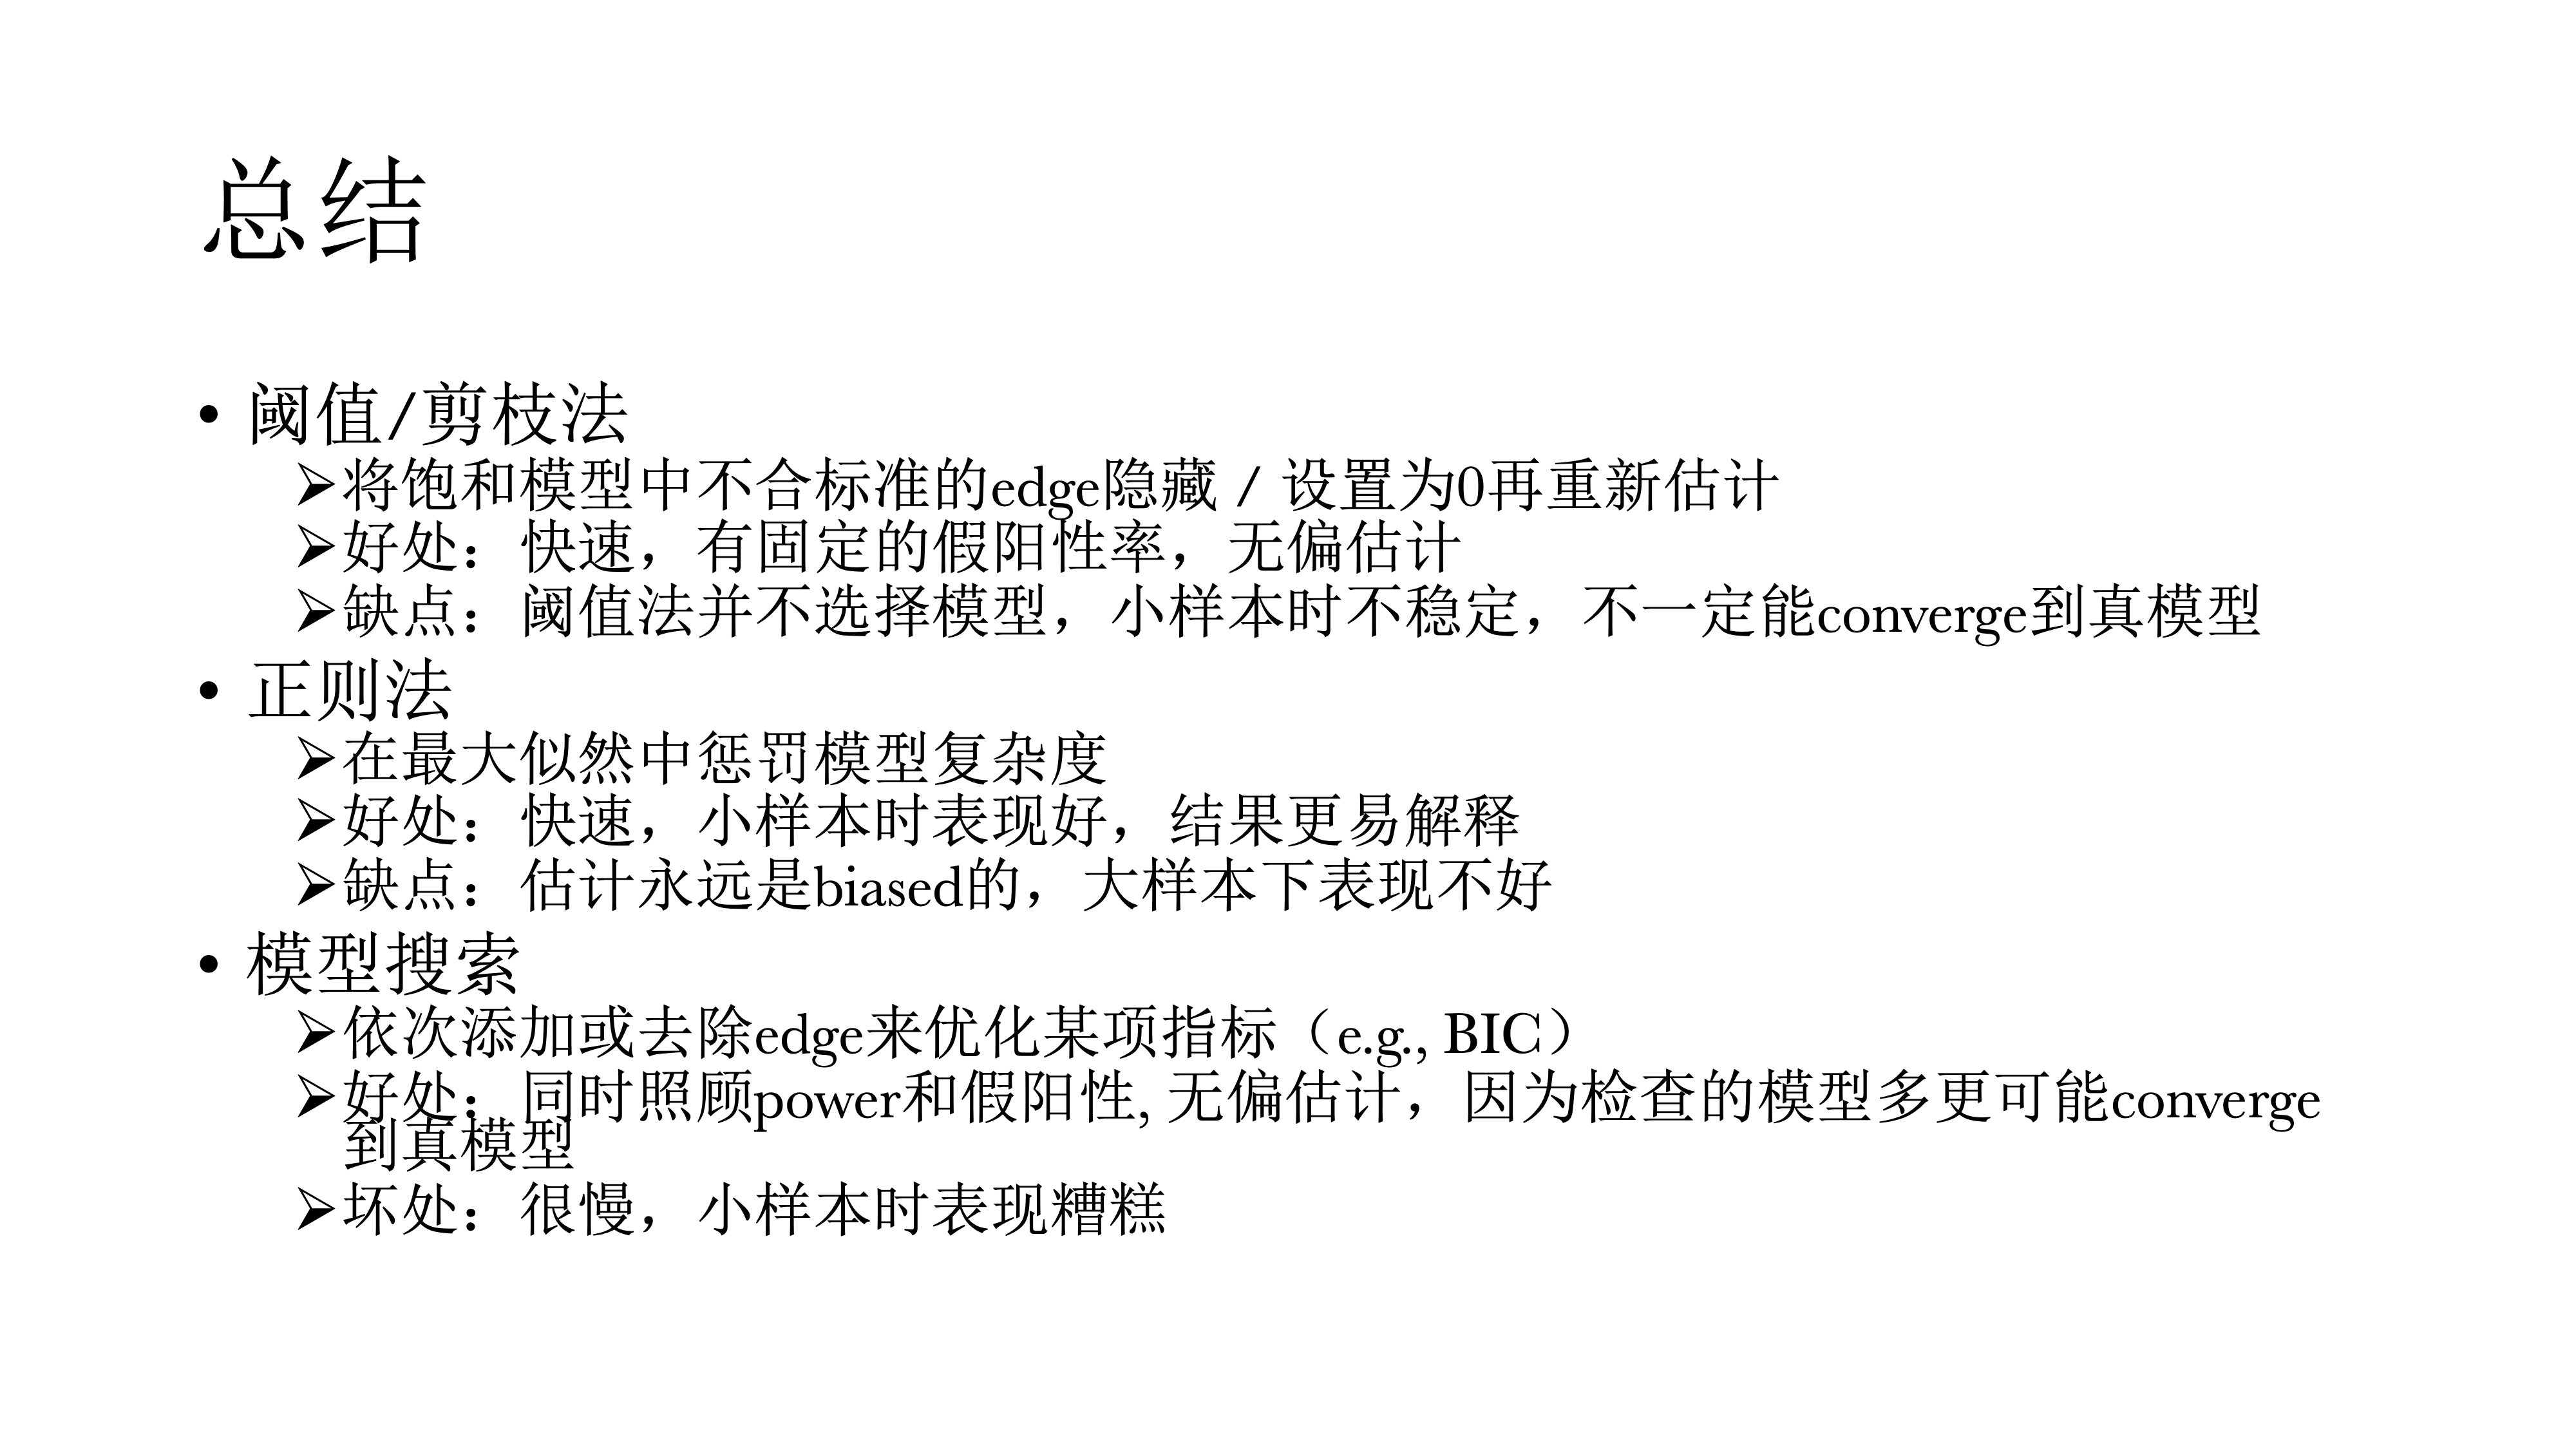 总结
• 阈值/剪枝法
➢将饱和模型中不合标准的edge隐藏 / 设置为0再重新估计
➢好处：快速，有固定的假阳性率，无偏估计
➢缺点：阈值法并不选择模型，小样本时不稳定，不一定能converge到真模型
• 正则法
➢在最大似然中惩罚模型复杂度
➢好处：快速，小样本时表现好，结果更易解释
➢缺点：估计永远是biased的，大样本下表现不好
• 模型搜索
➢依次添加或去除edge来优化某项指标（e.g., BIC）
➢好处：同时照顾power和假阳性, 无偏估计，因为检查的模型多更可能converge
到真模型
➢坏处：很慢，小样本时表现糟糕